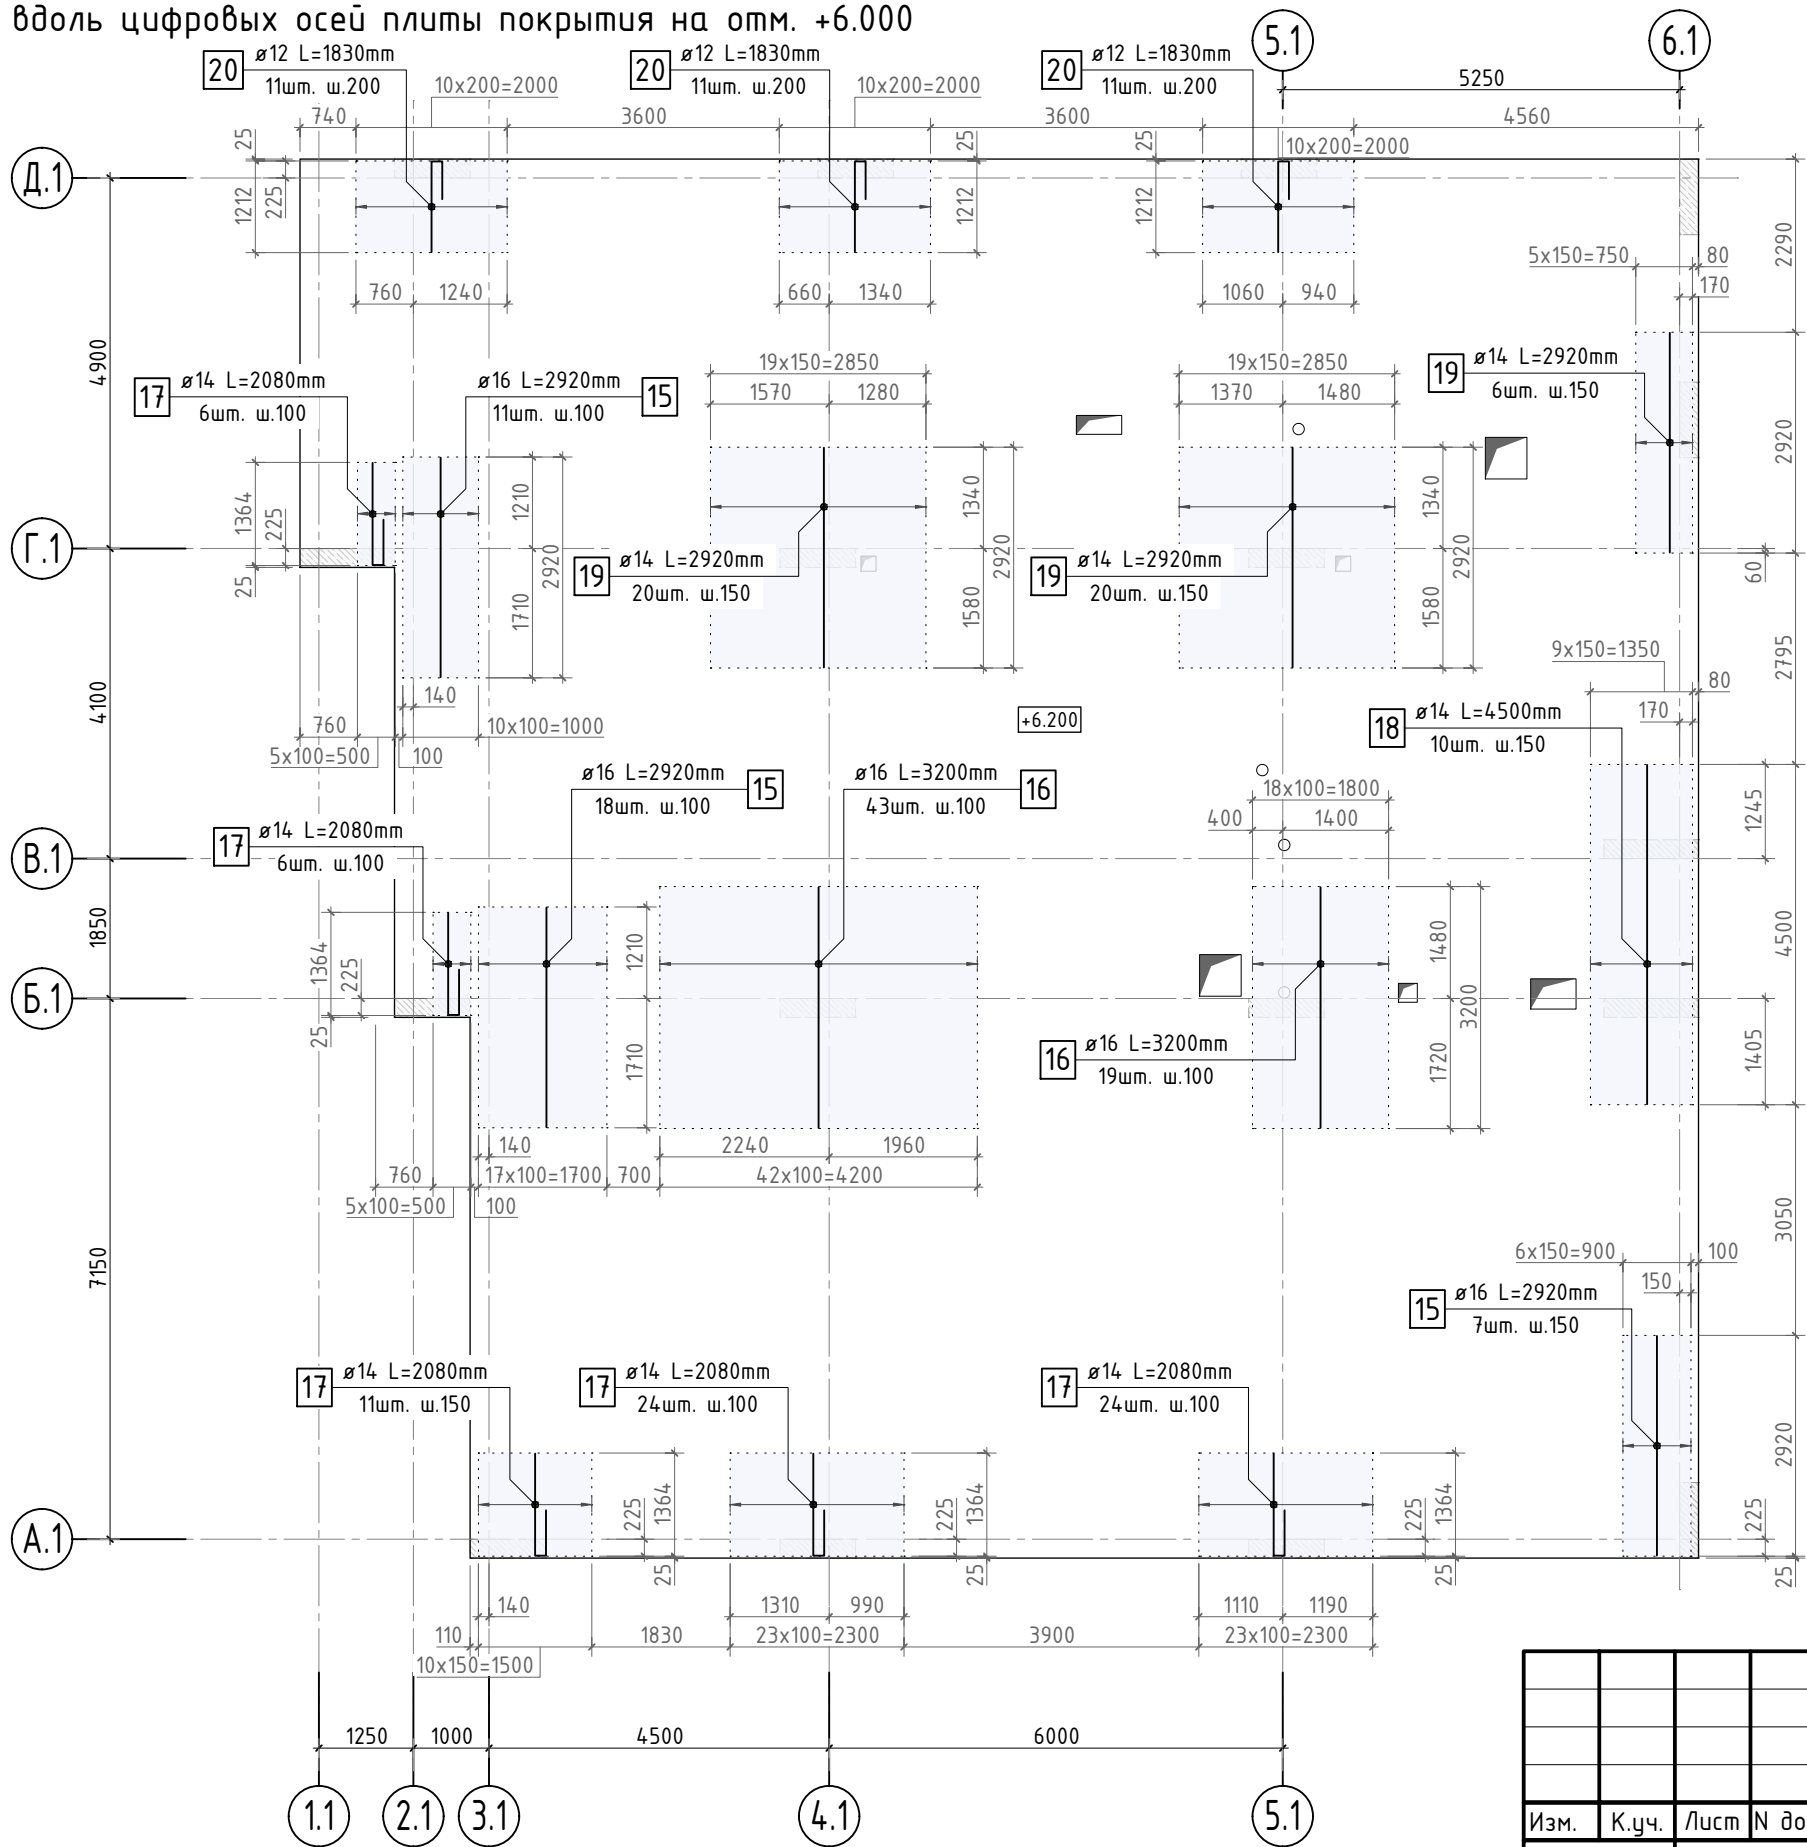 вдоль цифровых осей плиты покрытия на отм. +6.000
5.1
6.1
5250
20
ø12 L=1830mm
11шт. ш.200
10x200=2000
20
ø12 L=1830mm
11шт. ш.200
10x200=2000
20
ø12 L=1830mm
11шт. ш.200
10x200=2000
740
3600
3600
4560
25
1212
225
25
1212
25
1212
Д.1
760
1240
660
1340
1060
940
5x150=750
80
170
2290
4900
17
ø14 L=2080mm
6шт. ш.100
ø16 L=2920mm
11шт. ш.100
15
19x150=2850
1570
1280
19x150=2850
1370
1480
19
ø14 L=2920mm
6шт. ш.150
2920
1364
225
25
1210
2920
1710
1340
2920
1580
1340
2920
1580
Г.1
19
ø14 L=2920mm
20шт. ш.150
19
ø14 L=2920mm
20шт. ш.150
60
4100
140
760
10x100=1000
5x100=500
100
+6.200
9x150=1350
80
170
2795
18
ø14 L=4500mm
10шт. ш.150
ø16 L=2920mm
18шт. ш.100
15
ø16 L=3200mm
43шт. ш.100
16
18x100=1800
400
1400
17
ø14 L=2080mm
6шт. ш.100
В.1
1245
1850
1364
225
25
1210
1710
1480
3200
1720
4500
1405
Б.1
16
ø16 L=3200mm
19шт. ш.100
140
760
17x100=1700
700
5x100=500
100
2240
1960
42x100=4200
7150
3050
6x150=900
100
150
15
ø16 L=2920mm
7шт. ш.150
17
ø14 L=2080mm
11шт. ш.150
17
ø14 L=2080mm
24шт. ш.100
17
ø14 L=2080mm
24шт. ш.100
2920
225
1364
25
225
1364
25
225
1364
25
225
25
А.1
140
110
1830
10x150=1500
1310
990
23x100=2300
3900
1110
1190
23x100=2300
1250
1000
4500
6000
1.1
2.1
3.1
4.1
5.1
Изм.
К.уч.
Лист
N до